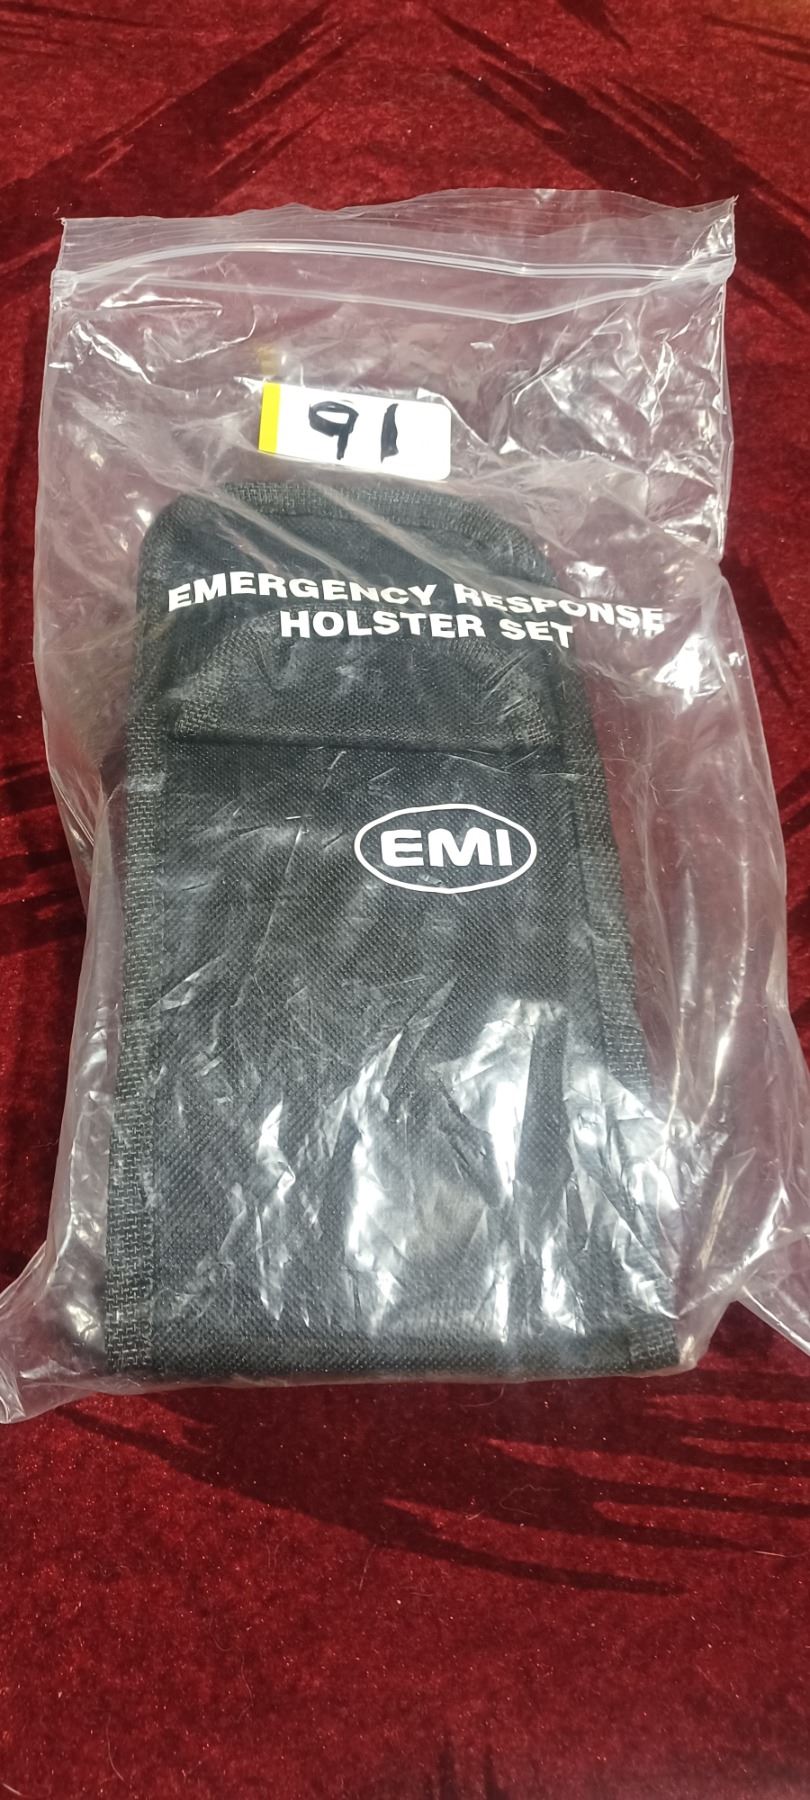 91
EMERGENCY RESPONSE
HOLSTER SET
EMI